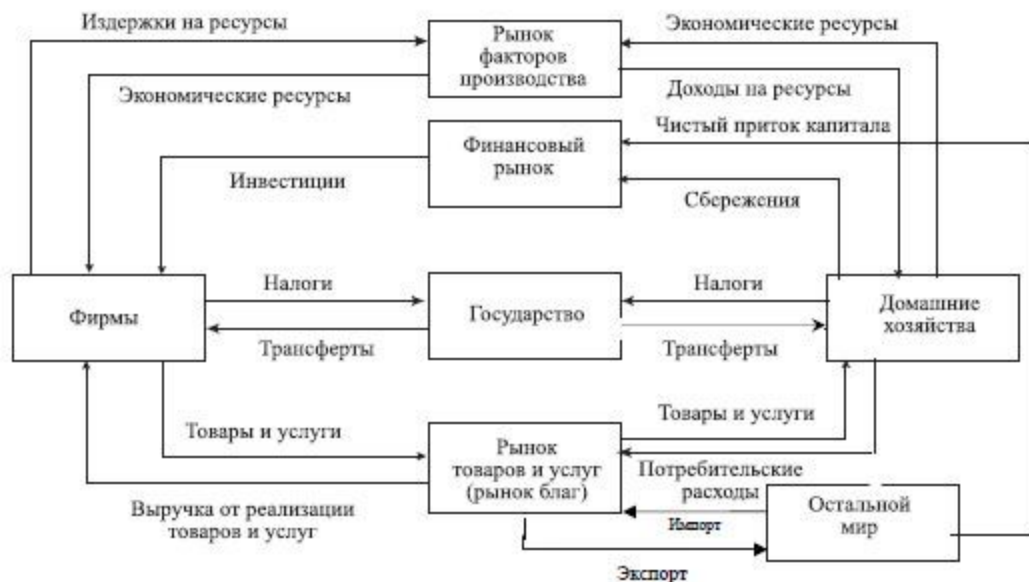 Издержки на ресурсы
Рынок
факторов
производства
Экономические ресурсы
Экономические ресурсы
Доходы на ресурсы
Чистый приток капитала
Финансовый
рынок
Инвестиции
Сбережения
Налоги
Налоги
Фирмы
Государство
Домашние
хозяйства
Трансферты
Трансферты
Товары и услуги
Товары и услуги
Рынок
товаров и услуг
(рынок благ)
Потребительские
расходы
Выручка от реализации
товаров и услуг
Импорт
Остальной
мир
Экспорт